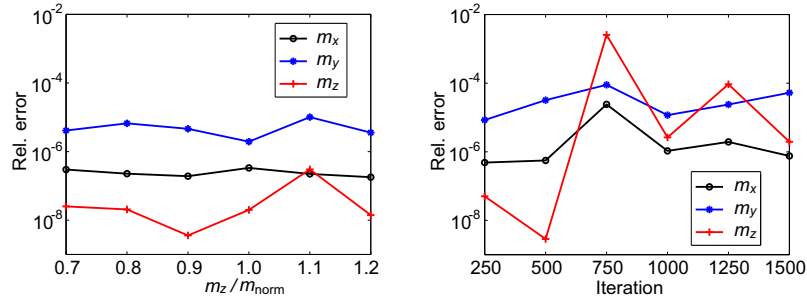 10⁻²
10⁻⁴
10⁻⁶
10⁻⁸
Rel. error
m_x
m_y
m_z
0.7 0.8 0.9 1.0 1.1 1.2
m_z / m_norm
10⁻²
10⁻⁴
10⁻⁶
10⁻⁸
Rel. error
m_x
m_y
m_z
250 500 750 1000 1250 1500
Iteration